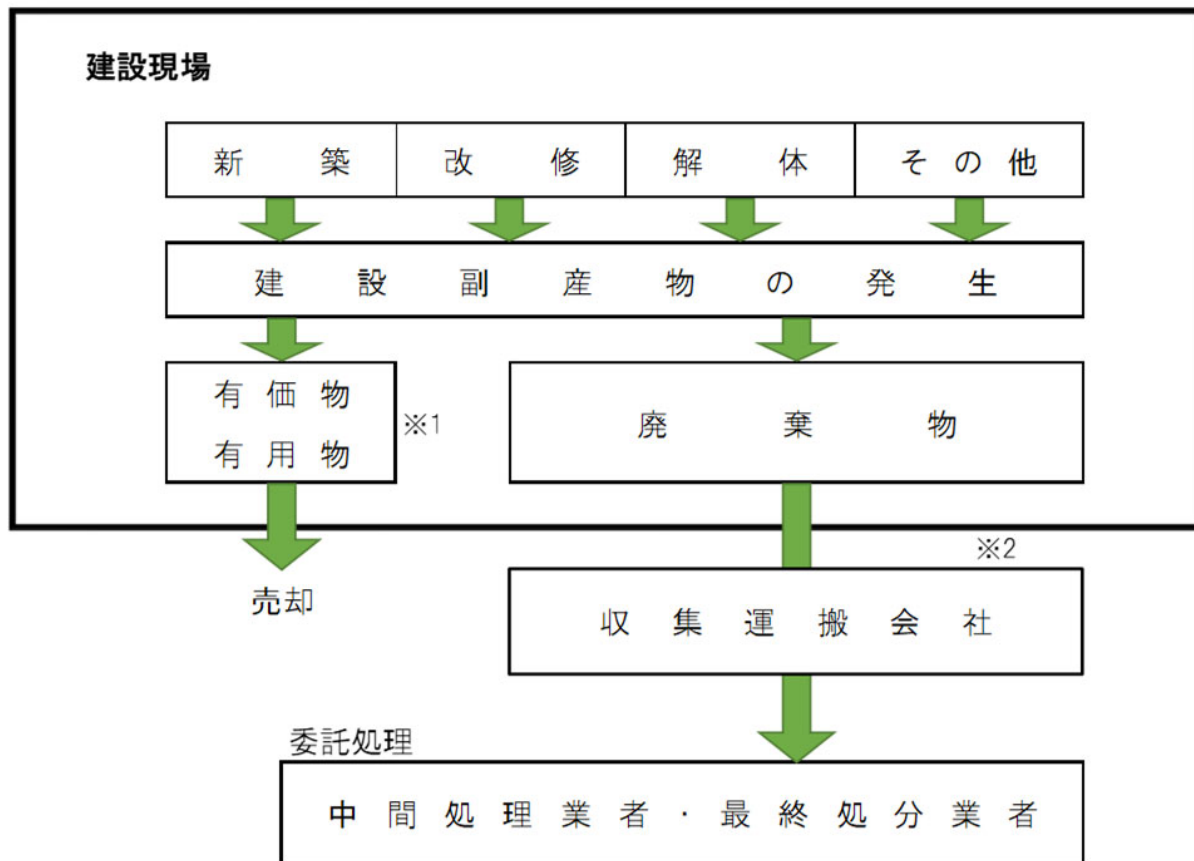 建設現場
新築 改修 解体 その他
建設副産物の発生
有価物
有用物
※1
廃棄物
売却
※2
収集運搬会社
委託処理
中間処理業者・最終処分業者